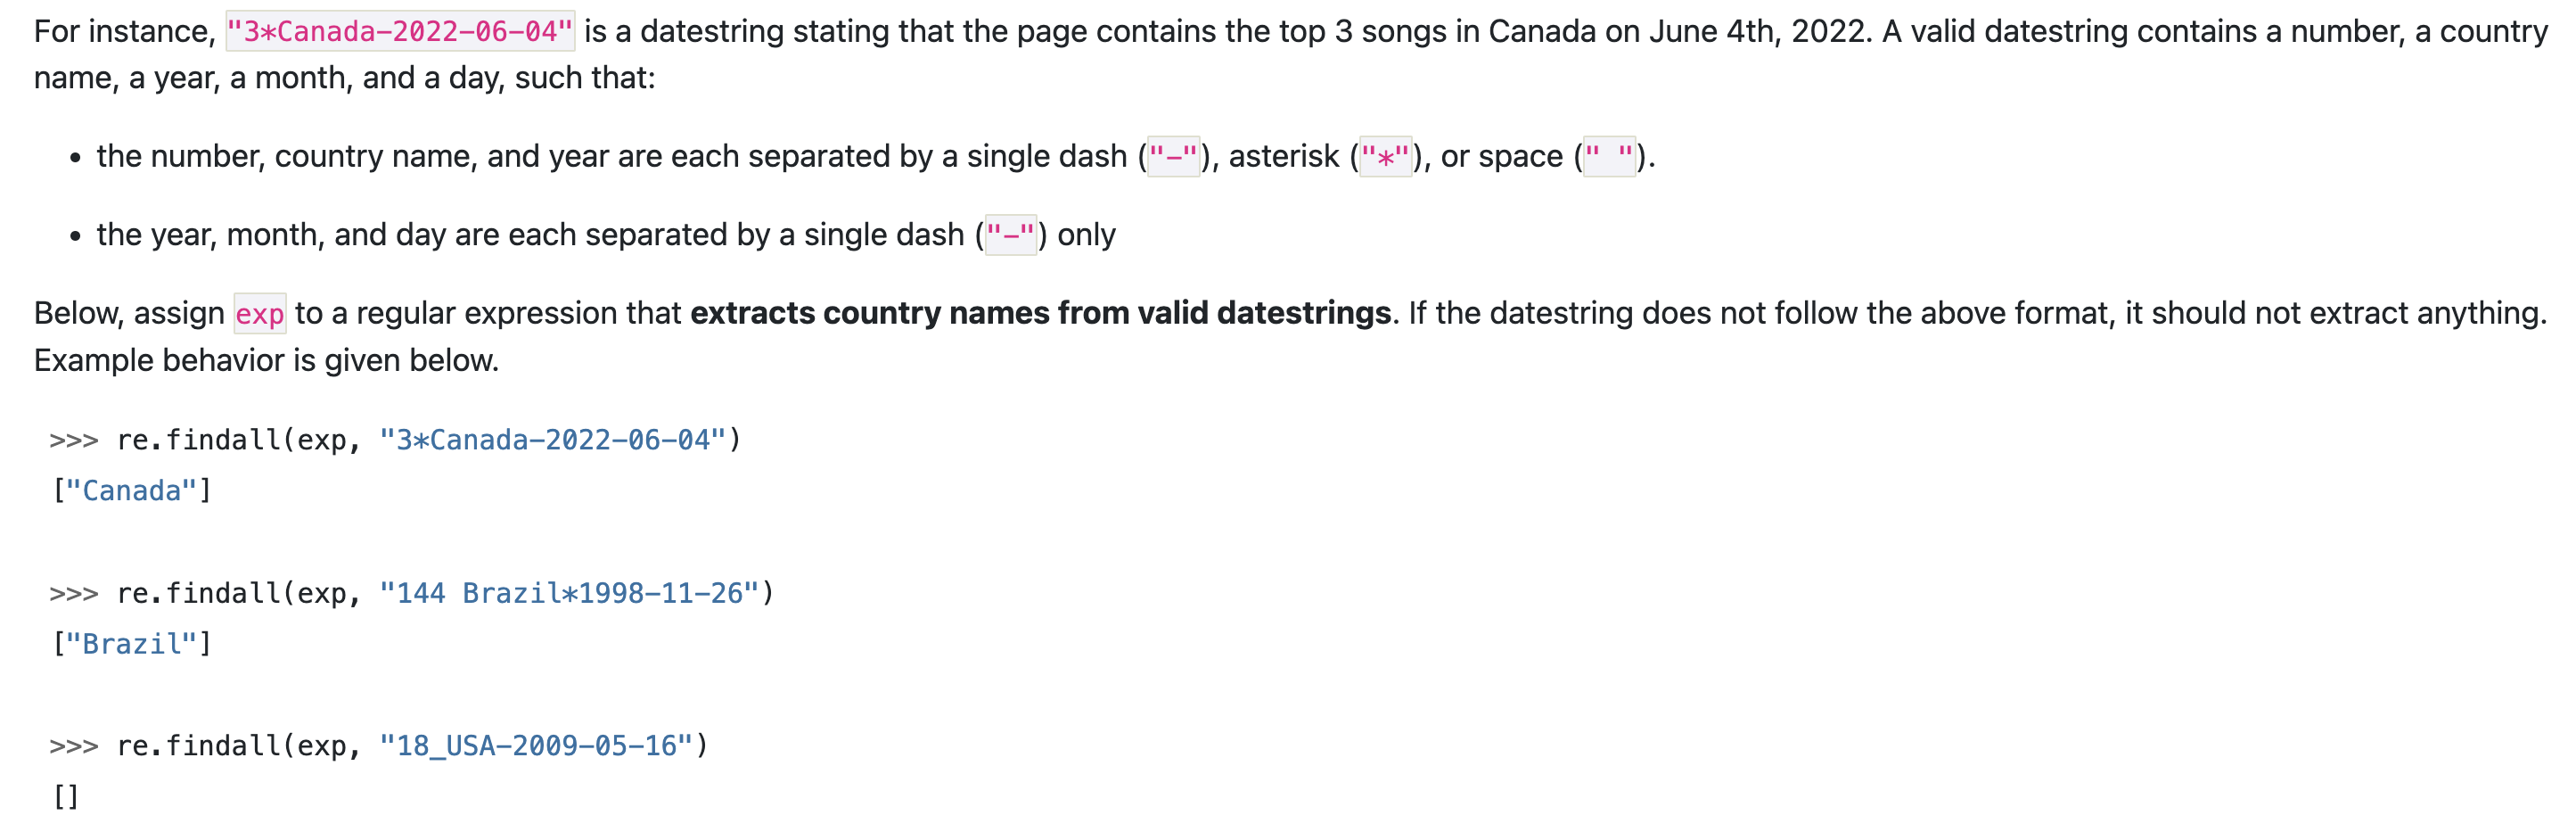 For instance, "3*Canada-2022-06-04" is a datestring stating that the page contains the top 3 songs in Canada on June 4th, 2022. A valid datestring contains a number, a country
name, a year, a month, and a day, such that:
• the number, country name, and year are each separated by a single dash ("-"), asterisk ("*"), or space (" ").
• the year, month, and day are each separated by a single dash ("-") only
Below, assign exp to a regular expression that extracts country names from valid datestrings. If the datestring does not follow the above format, it should not extract anything.
Example behavior is given below.
>>> re.findall(exp, "3*Canada-2022-06-04")
["Canada"]
>>> re.findall(exp, "144 Brazil*1998-11-26")
["Brazil"]
>>> re.findall(exp, "18_USA-2009-05-16")
[]